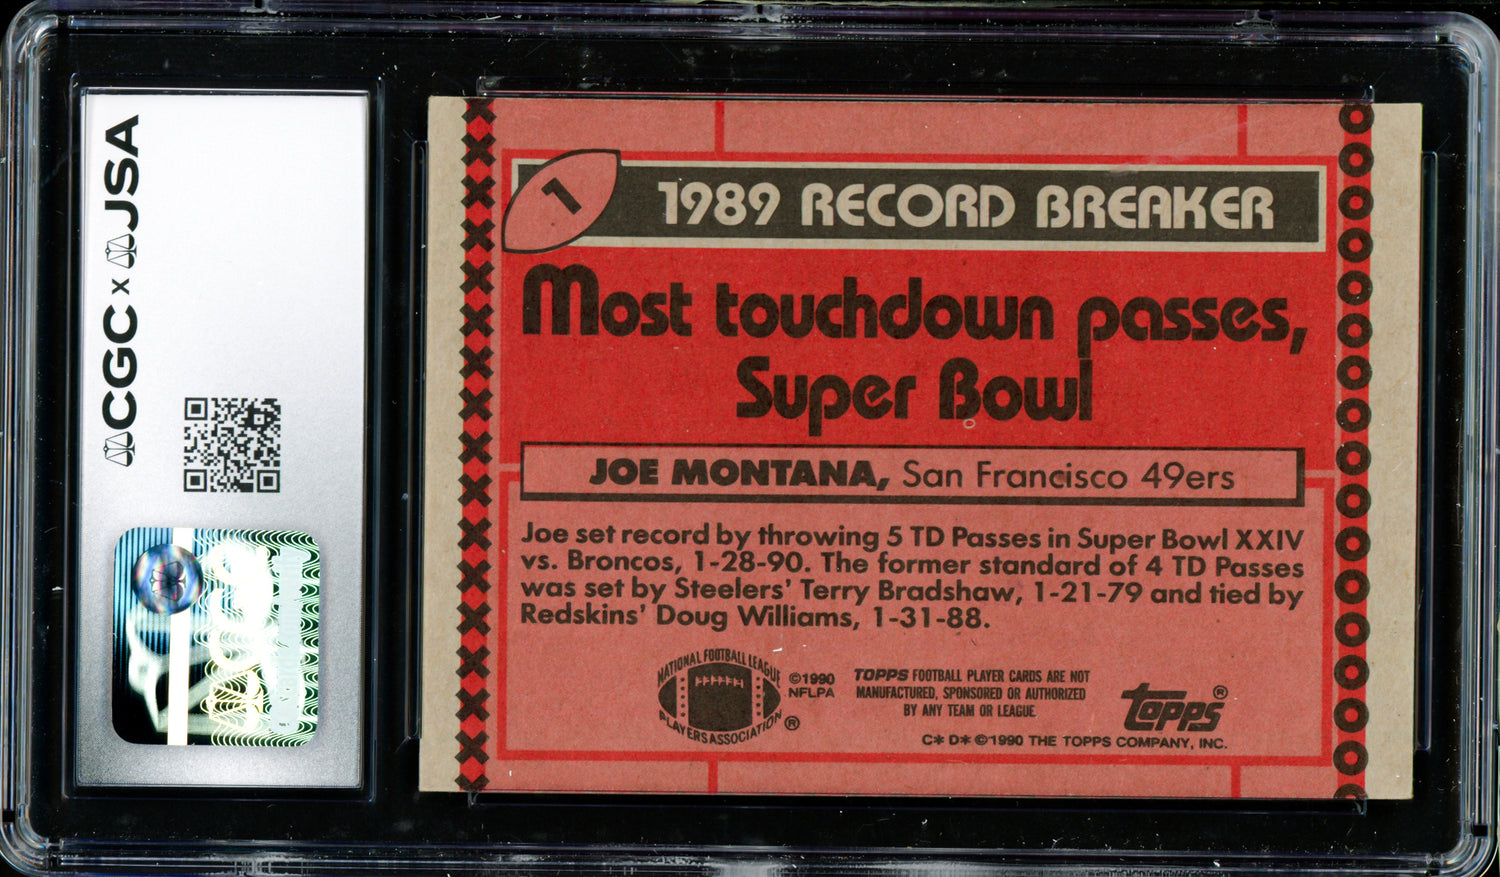 CGC x JSA
1
1989 RECORD BREAKER
Most touchdown passes,
Super Bowl
JOE MONTANA, San Francisco 49ers
Joe set record by throwing 5 TD Passes in Super Bowl XXIV
vs. Broncos, 1-28-90. The former standard of 4 TD Passes
was set by Steelers' Terry Bradshaw, 1-21-79 and tied by
Redskins' Doug Williams, 1-31-88.
NATIONAL FOOTBALL LEAGUE
PLAYERS ASSOCIATION ®
©1990
NFLPA
TOPPS FOOTBALL PLAYER CARDS ARE NOT
MANUFACTURED, SPONSORED OR AUTHORIZED
BY ANY TEAM OR LEAGUE
topps®
C* D* ©1990 THE TOPPS COMPANY, INC.